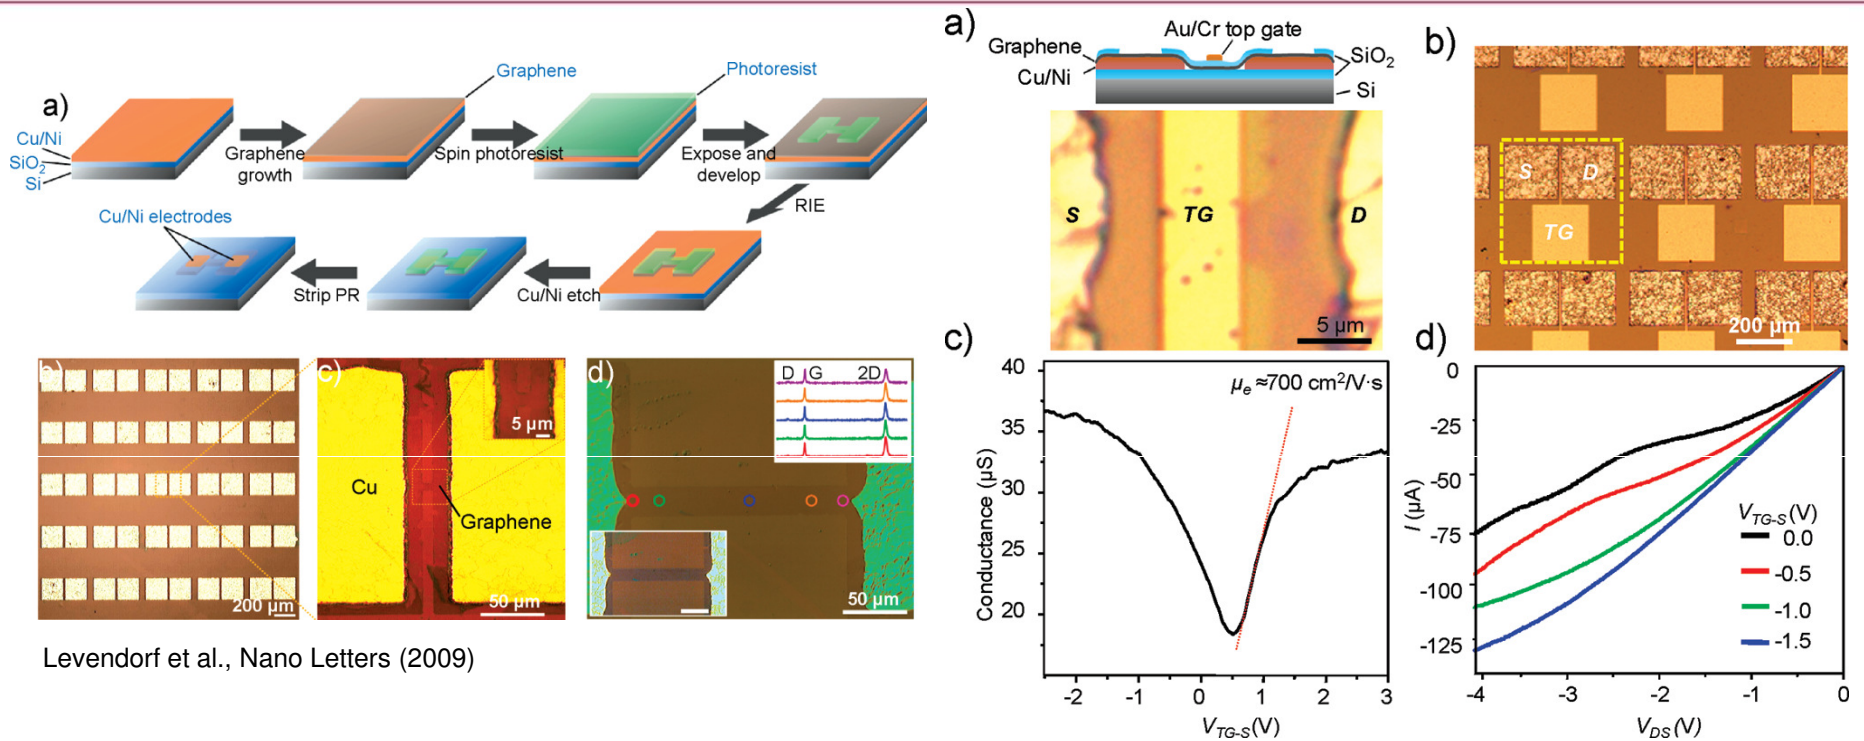 a)
Cu/Ni
SiO2
Si
Graphene growth
Graphene
Spin photoresist
Photoresist
Expose and develop
RIE
Cu/Ni etch
Strip PR
Cu/Ni electrodes
b)
200 µm
c)
Cu
Graphene
5 µm
50 µm
d)
D G 2D
50 µm
Levendorf et al., Nano Letters (2009)
a)
Au/Cr top gate
Graphene
Cu/Ni
SiO2
Si
S TG D
5 µm
b)
S D
TG
200 µm
c)
µe ≈700 cm2/V·s
Conductance (µS)
40
35
30
25
20
-2 -1 0 1 2 3
VTG-S (V)
d)
I (µA)
0
-25
-50
-75
-100
-125
VTG-S (V)
0.0
-0.5
-1.0
-1.5
-4 -3 -2 -1 0
VDS (V)